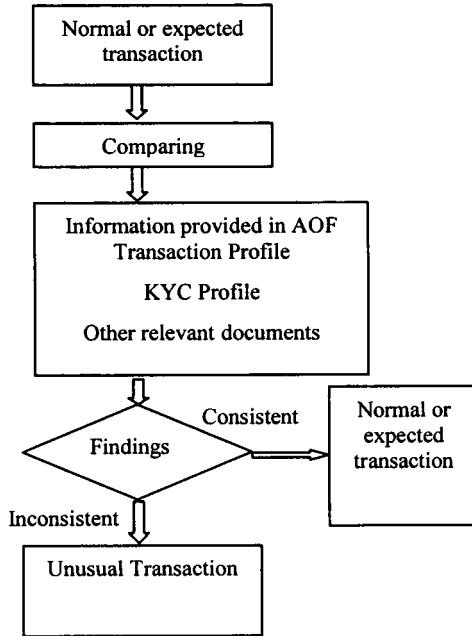 Normal or expected
transaction
Comparing
Information provided in AOF
Transaction Profile
KYC Profile
Other relevant documents
Findings
Consistent
Normal or
expected
transaction
Inconsistent
Unusual Transaction